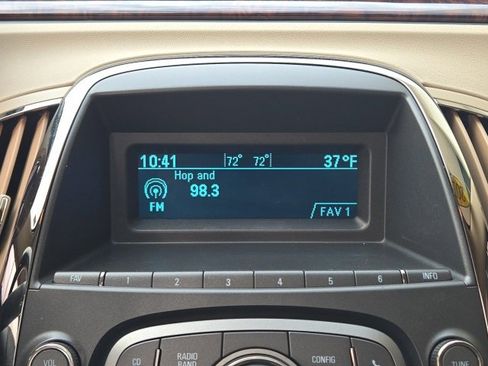 10:41 72° 72° 37°F
Hop and
98.3
FM
FAV 1
FAV 1 2 3 4 5 6 INFO
VOL CD RADIO BAND CONFIG TUNE